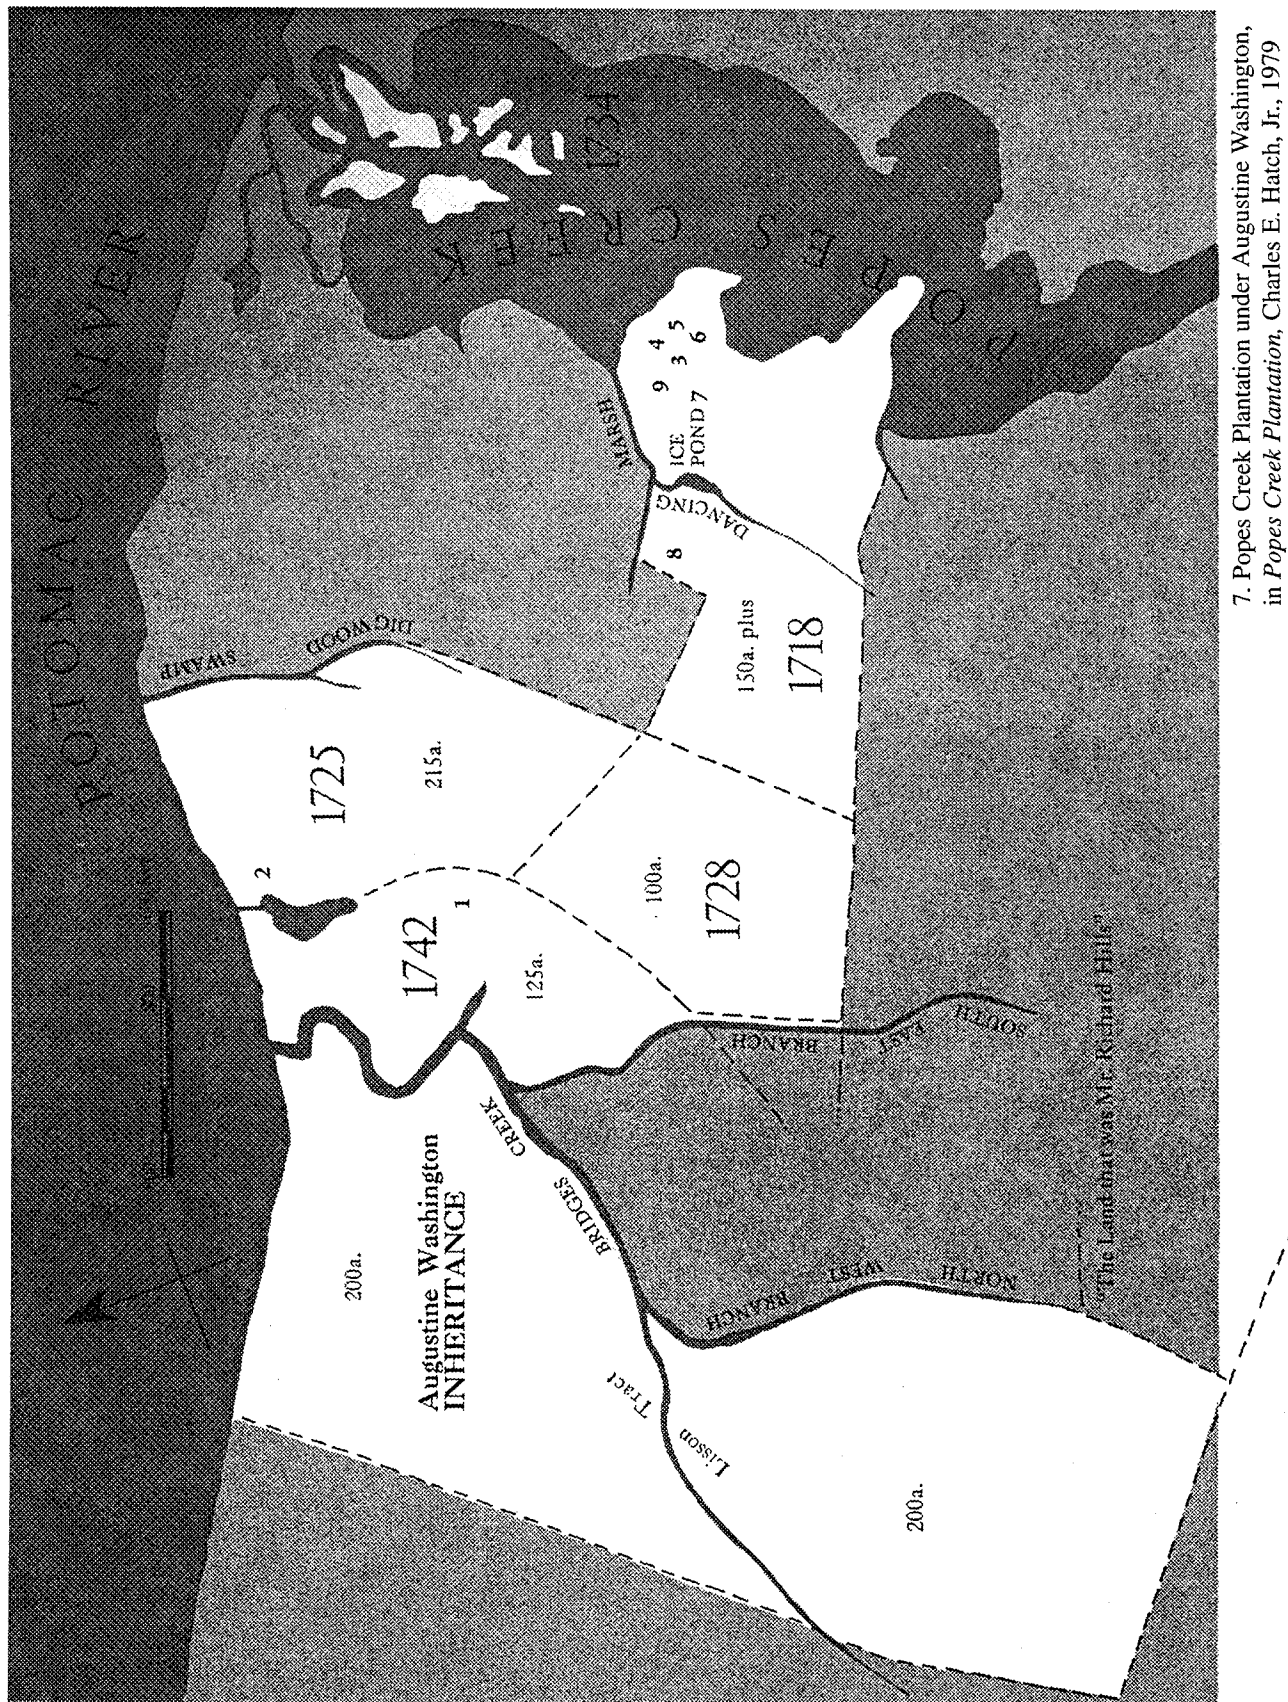 POTOMAC RIVER
POPES CREEK
1734
SWAMP
DIGWOOD
1725
215a.
2
1742
1
125a.
100a.
1728
150a. plus
1718
MARSH
DANCING
ICE
POND 7
8
9
4
3
5
6
Augustine Washington
INHERITANCE
200a.
BRIDGES
CREEK
BRANCH
EAST
SOUTH
BRANCH
WEST
NORTH
"The Land that was Mr. Richard Hills"
Lisson
Tract
200a.
7. Popes Creek Plantation under Augustine Washington,
in Popes Creek Plantation, Charles E. Hatch, Jr., 1979